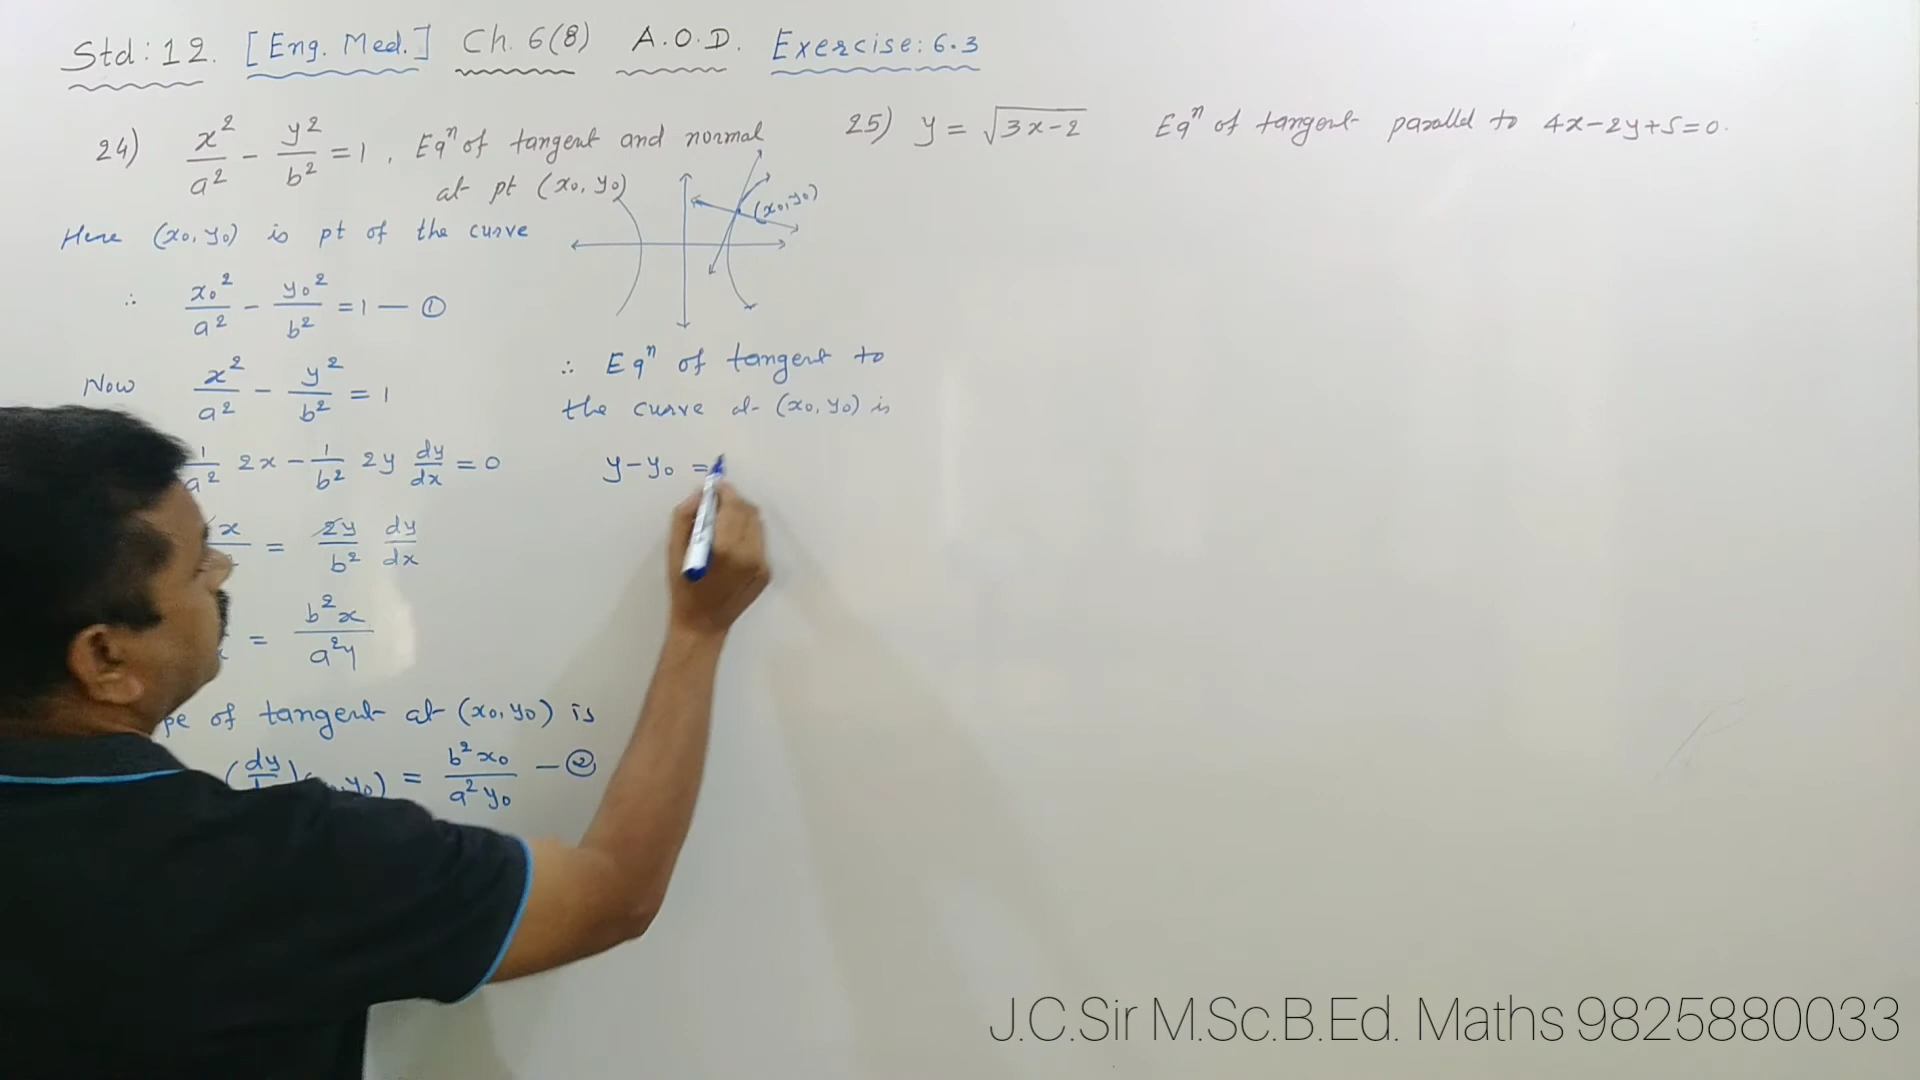 Std: 12. [Eng. Med.] Ch. 6(8) A.O.D. Exercise: 6.3
24) x²/a² - y²/b² = 1, Eqⁿ of tangent and normal
at pt (x₀, y₀)
(x₀, y₀)
Here (x₀, y₀) is pt of the curve
∴ x₀²/a² - y₀²/b² = 1 — ①
Now x²/a² - y²/b² = 1
1/a² 2x - 1/b² 2y dy/dx = 0
x = 2y/b² dy/dx
= b²x/a²y
of tangent at (x₀, y₀) is
(dy/ y₀) = b²x₀/a²y₀ — ②
∴ Eqⁿ of tangent to
the curve at (x₀, y₀) is
y - y₀ =
25) y = √(3x-2) Eqⁿ of tangent parallel to 4x-2y+5=0.
J.C.Sir M.Sc.B.Ed. Maths 9825880033